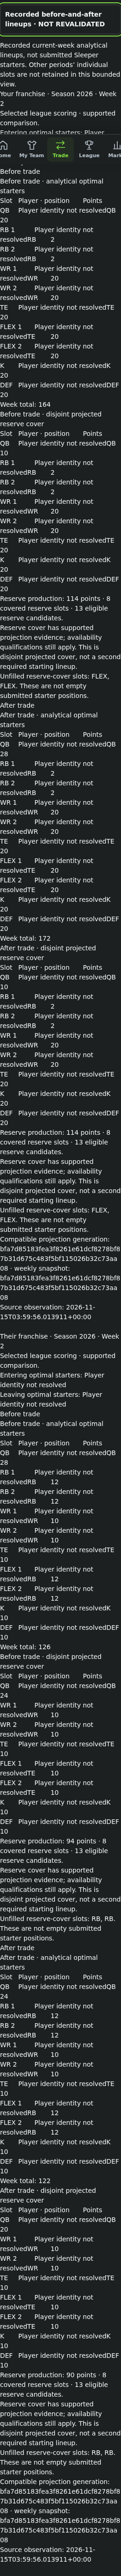 Recorded before-and-after
lineups · NOT REVALIDATED
Recorded current-week analytical
lineups, not submitted Sleeper
starters. Other periods' individual
slots are not retained in this bounded
view.
Your franchise · Season 2026 · Week
2
Selected league scoring · supported
comparison.
Entering optimal starters: Player
ome
My Team
Trade
League
Mark
Before trade
Before trade · analytical optimal
starters
Slot Player · position Points
QB Player identity not resolvedQB
20
RB 1 Player identity not
resolvedRB 2
RB 2 Player identity not
resolvedRB 2
WR 1 Player identity not
resolvedWR 20
WR 2 Player identity not
resolvedWR 20
TE Player identity not resolvedTE
20
FLEX 1 Player identity not
resolvedTE 20
FLEX 2 Player identity not
resolvedTE 20
K Player identity not resolvedK
20
DEF Player identity not resolvedDEF
20
Week total: 164
Before trade · disjoint projected
reserve cover
Slot Player · position Points
QB Player identity not resolvedQB
10
RB 1 Player identity not
resolvedRB 2
RB 2 Player identity not
resolvedRB 2
WR 1 Player identity not
resolvedWR 20
WR 2 Player identity not
resolvedWR 20
TE Player identity not resolvedTE
20
K Player identity not resolvedK
20
DEF Player identity not resolvedDEF
20
Reserve production: 114 points · 8
covered reserve slots · 13 eligible
reserve candidates.
Reserve cover has supported
projection evidence; availability
qualifications still apply. This is
disjoint projected cover, not a second
required starting lineup.
Unfilled reserve-cover slots: FLEX,
FLEX. These are not empty
submitted starter positions.
After trade
After trade · analytical optimal
starters
Slot Player · position Points
QB Player identity not resolvedQB
28
RB 1 Player identity not
resolvedRB 2
RB 2 Player identity not
resolvedRB 2
WR 1 Player identity not
resolvedWR 20
WR 2 Player identity not
resolvedWR 20
TE Player identity not resolvedTE
20
FLEX 1 Player identity not
resolvedTE 20
FLEX 2 Player identity not
resolvedTE 20
K Player identity not resolvedK
20
DEF Player identity not resolvedDEF
20
Week total: 172
After trade · disjoint projected
reserve cover
Slot Player · position Points
QB Player identity not resolvedQB
10
RB 1 Player identity not
resolvedRB 2
RB 2 Player identity not
resolvedRB 2
WR 1 Player identity not
resolvedWR 20
WR 2 Player identity not
resolvedWR 20
TE Player identity not resolvedTE
20
K Player identity not resolvedK
20
DEF Player identity not resolvedDEF
20
Reserve production: 114 points · 8
covered reserve slots · 13 eligible
reserve candidates.
Reserve cover has supported
projection evidence; availability
qualifications still apply. This is
disjoint projected cover, not a second
required starting lineup.
Unfilled reserve-cover slots: FLEX,
FLEX. These are not empty
submitted starter positions.
Compatible projection generation:
bfa7d85183fea3f8261e61dcf8278bf8
7b31d675c483f5bf115026b32c73aa
08 · weekly snapshot:
bfa7d85183fea3f8261e61dcf8278bf8
7b31d675c483f5bf115026b32c73aa
08
Source observation: 2026-11-
15T03:59:56.013911+00:00
Their franchise · Season 2026 · Week
2
Selected league scoring · supported
comparison.
Entering optimal starters: Player
identity not resolved
Leaving optimal starters: Player
identity not resolved
Before trade
Before trade · analytical optimal
starters
Slot Player · position Points
QB Player identity not resolvedQB
28
RB 1 Player identity not
resolvedRB 12
RB 2 Player identity not
resolvedRB 12
WR 1 Player identity not
resolvedWR 10
WR 2 Player identity not
resolvedWR 10
TE Player identity not resolvedTE
10
FLEX 1 Player identity not
resolvedRB 12
FLEX 2 Player identity not
resolvedRB 12
K Player identity not resolvedK
10
DEF Player identity not resolvedDEF
10
Week total: 126
Before trade · disjoint projected
reserve cover
Slot Player · position Points
QB Player identity not resolvedQB
24
WR 1 Player identity not
resolvedWR 10
WR 2 Player identity not
resolvedWR 10
TE Player identity not resolvedTE
10
FLEX 1 Player identity not
resolvedTE 10
FLEX 2 Player identity not
resolvedTE 10
K Player identity not resolvedK
10
DEF Player identity not resolvedDEF
10
Reserve production: 94 points · 8
covered reserve slots · 13 eligible
reserve candidates.
Reserve cover has supported
projection evidence; availability
qualifications still apply. This is
disjoint projected cover, not a second
required starting lineup.
Unfilled reserve-cover slots: RB, RB.
These are not empty submitted
starter positions.
After trade
After trade · analytical optimal
starters
Slot Player · position Points
QB Player identity not resolvedQB
24
RB 1 Player identity not
resolvedRB 12
RB 2 Player identity not
resolvedRB 12
WR 1 Player identity not
resolvedWR 10
WR 2 Player identity not
resolvedWR 10
TE Player identity not resolvedTE
10
FLEX 1 Player identity not
resolvedRB 12
FLEX 2 Player identity not
resolvedRB 12
K Player identity not resolvedK
10
DEF Player identity not resolvedDEF
10
Week total: 122
After trade · disjoint projected
reserve cover
Slot Player · position Points
QB Player identity not resolvedQB
20
WR 1 Player identity not
resolvedWR 10
WR 2 Player identity not
resolvedWR 10
TE Player identity not resolvedTE
10
FLEX 1 Player identity not
resolvedTE 10
FLEX 2 Player identity not
resolvedTE 10
K Player identity not resolvedK
10
DEF Player identity not resolvedDEF
10
Reserve production: 90 points · 8
covered reserve slots · 13 eligible
reserve candidates.
Reserve cover has supported
projection evidence; availability
qualifications still apply. This is
disjoint projected cover, not a second
required starting lineup.
Unfilled reserve-cover slots: RB, RB.
These are not empty submitted
starter positions.
Compatible projection generation:
bfa7d85183fea3f8261e61dcf8278bf8
7b31d675c483f5bf115026b32c73aa
08 · weekly snapshot:
bfa7d85183fea3f8261e61dcf8278bf8
7b31d675c483f5bf115026b32c73aa
08
Source observation: 2026-11-
15T03:59:56.013911+00:00